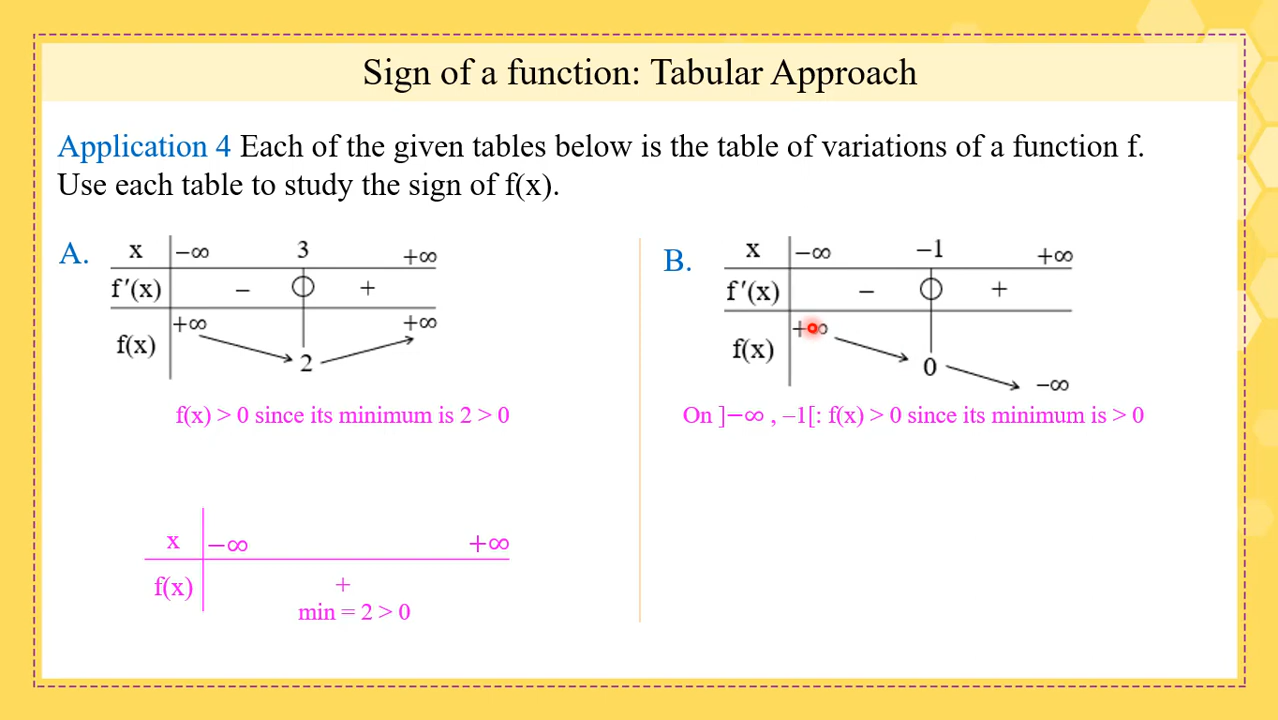 Sign of a function: Tabular Approach
Application 4 Each of the given tables below is the table of variations of a function f.
Use each table to study the sign of f(x).
A.
x −∞ 3 +∞
f′(x) − 0 +
+∞ +∞
f(x)
2
f(x) > 0 since its minimum is 2 > 0
x −∞ +∞
f(x) +
min = 2 > 0
B.
x −∞ −1 +∞
f′(x) − 0 +
+∞
f(x)
0
−∞
On ]−∞ , −1[: f(x) > 0 since its minimum is > 0